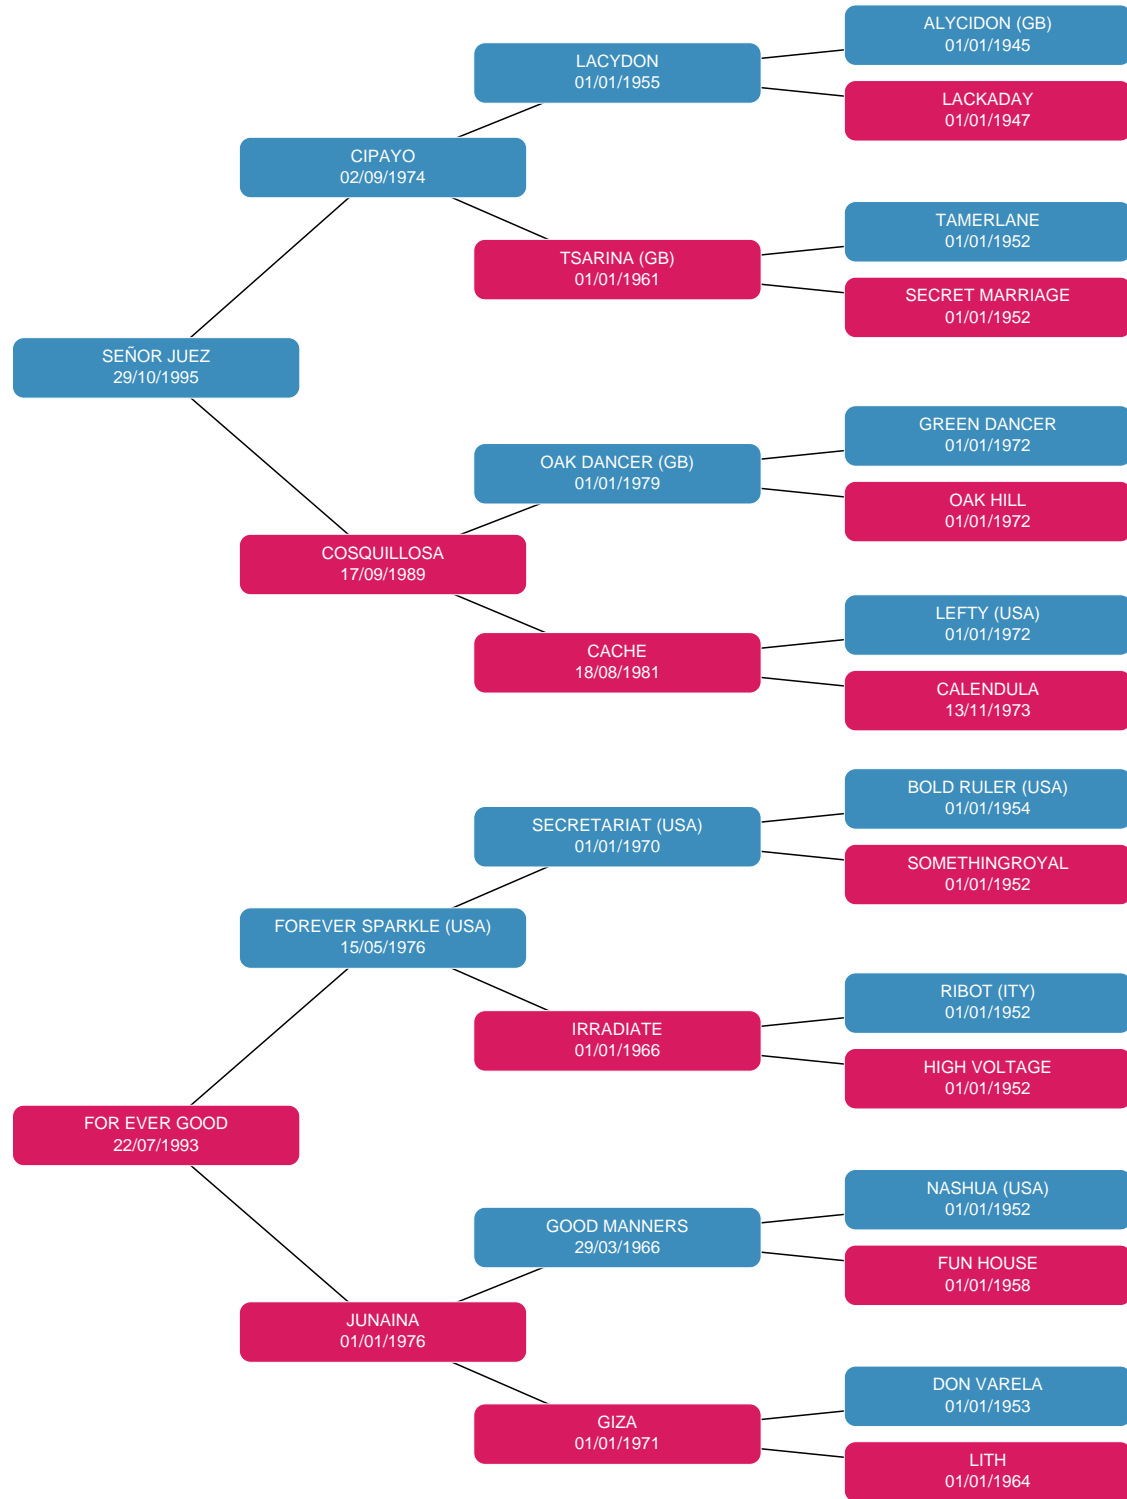 ALYCIDON (GB)
01/01/1945
LACYDON
01/01/1955
LACKADAY
01/01/1947
CIPAYO
02/09/1974
TAMERLANE
01/01/1952
TSARINA (GB)
01/01/1961
SECRET MARRIAGE
01/01/1952
SEÑOR JUEZ
29/10/1995
GREEN DANCER
01/01/1972
OAK DANCER (GB)
01/01/1979
OAK HILL
01/01/1972
COSQUILLOSA
17/09/1989
LEFTY (USA)
01/01/1972
CACHE
18/08/1981
CALENDULA
13/11/1973
BOLD RULER (USA)
01/01/1954
SECRETARIAT (USA)
01/01/1970
SOMETHINGROYAL
01/01/1952
FOREVER SPARKLE (USA)
15/05/1976
RIBOT (ITY)
01/01/1952
IRRADIATE
01/01/1966
HIGH VOLTAGE
01/01/1952
FOR EVER GOOD
22/07/1993
NASHUA (USA)
01/01/1952
GOOD MANNERS
29/03/1966
FUN HOUSE
01/01/1958
JUNAINA
01/01/1976
DON VARELA
01/01/1953
GIZA
01/01/1971
LITH
01/01/1964